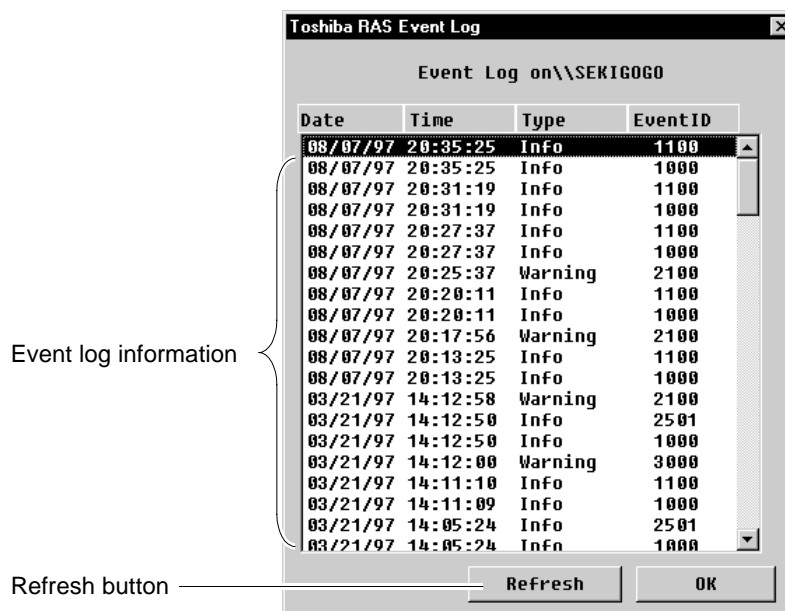 Toshiba RAS Event Log
Event Log on\\SEKIGOGO
Date Time Type EventID
08/07/97 20:35:25 Info 1100
08/07/97 20:35:25 Info 1000
08/07/97 20:31:19 Info 1100
08/07/97 20:31:19 Info 1000
08/07/97 20:27:37 Info 1100
08/07/97 20:27:37 Info 1000
08/07/97 20:25:37 Warning 2100
08/07/97 20:20:11 Info 1100
08/07/97 20:20:11 Info 1000
08/07/97 20:17:56 Warning 2100
08/07/97 20:13:25 Info 1100
08/07/97 20:13:25 Info 1000
03/21/97 14:12:58 Warning 2100
03/21/97 14:12:50 Info 2501
03/21/97 14:12:50 Info 1000
03/21/97 14:12:00 Warning 3000
03/21/97 14:11:10 Info 1100
03/21/97 14:11:09 Info 1000
03/21/97 14:05:24 Info 2501
03/21/97 14:05:24 Info 1000
Event log information
Refresh button
Refresh OK